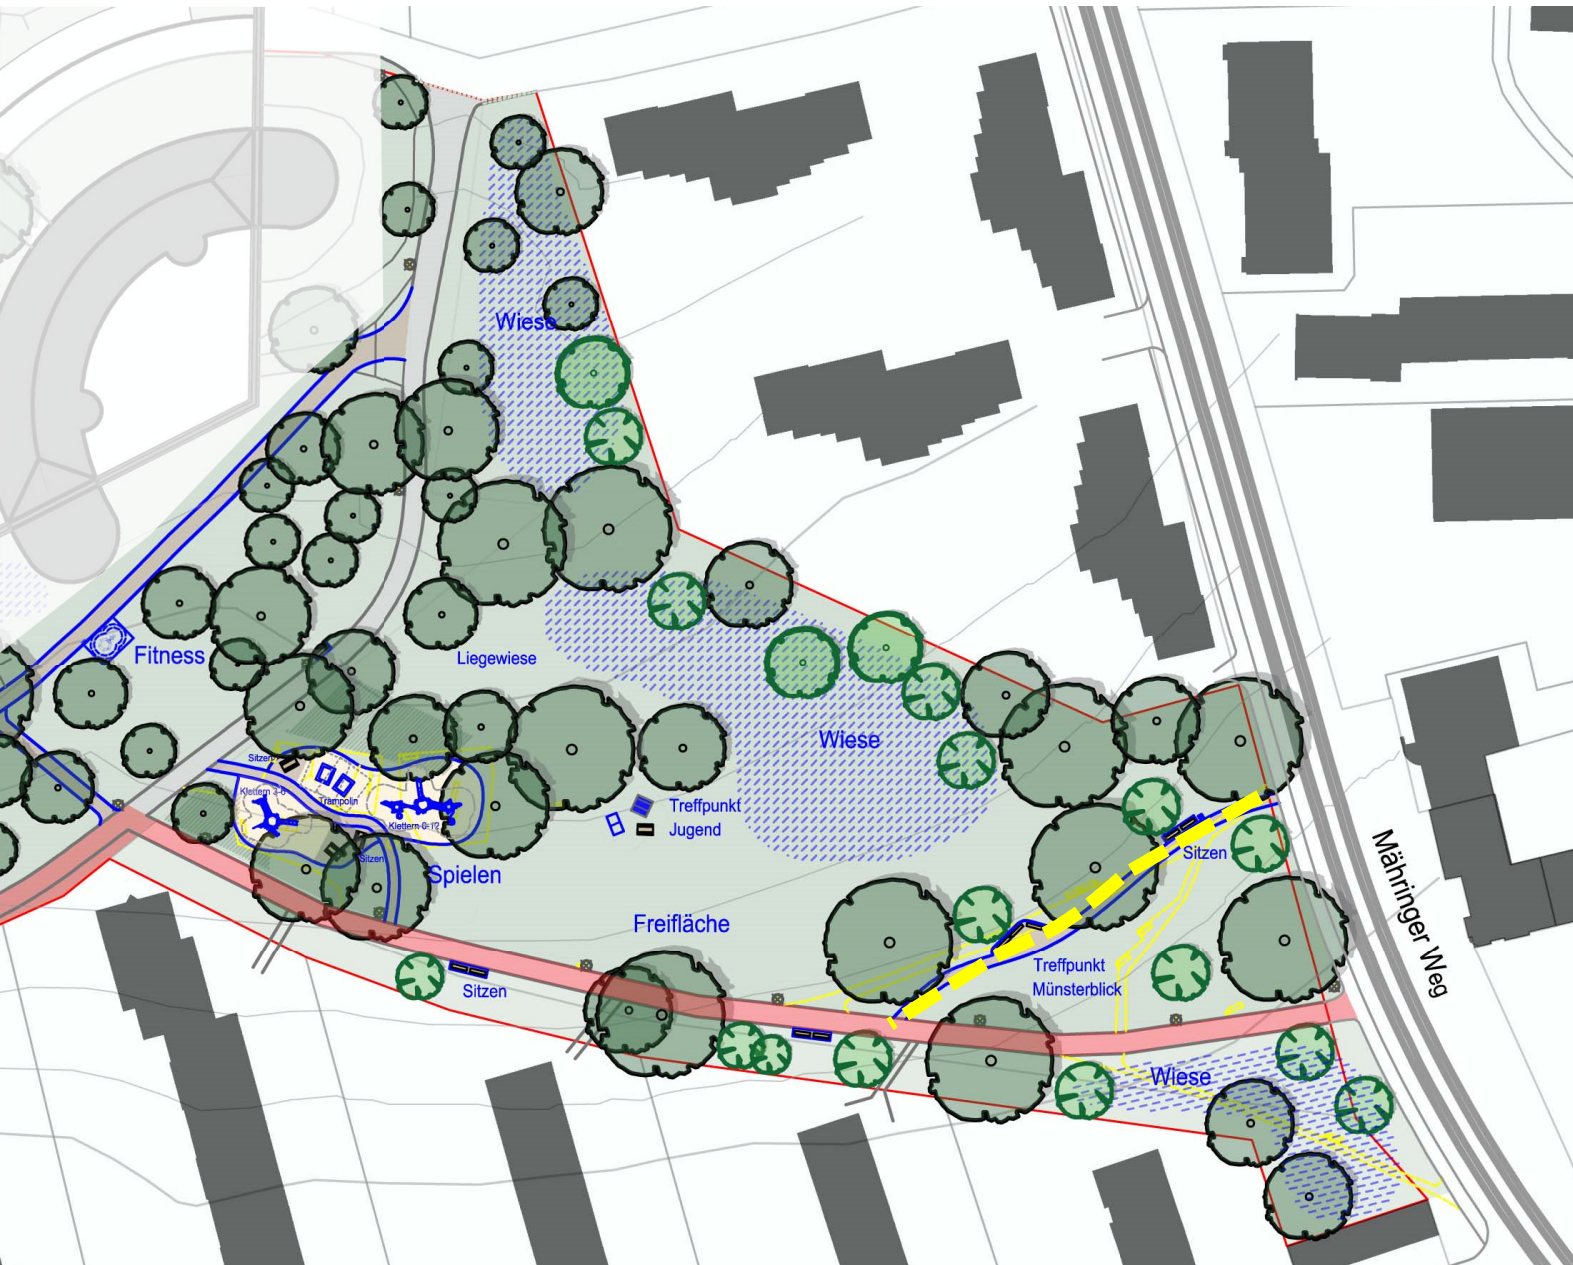 Wiese
Fitness
Liegewiese
Wiese
Sitzen
Klettern 3-6
Trampolin
Klettern 6-12
Treffpunkt
Jugend
Sitzen
Spielen
Sitzen
Mähringer Weg
Freifläche
Treffpunkt
Münsterblick
Sitzen
Wiese